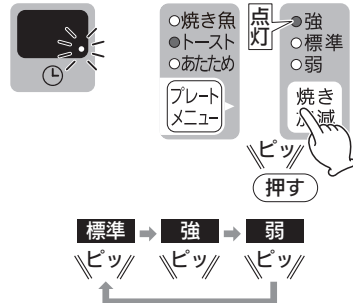 焼き魚
トースト
あたため
プレート
メニュー
点灯
強
標準
弱
焼き
加減
ピッ
押す
標準 強 弱
ピッ ピッ ピッ